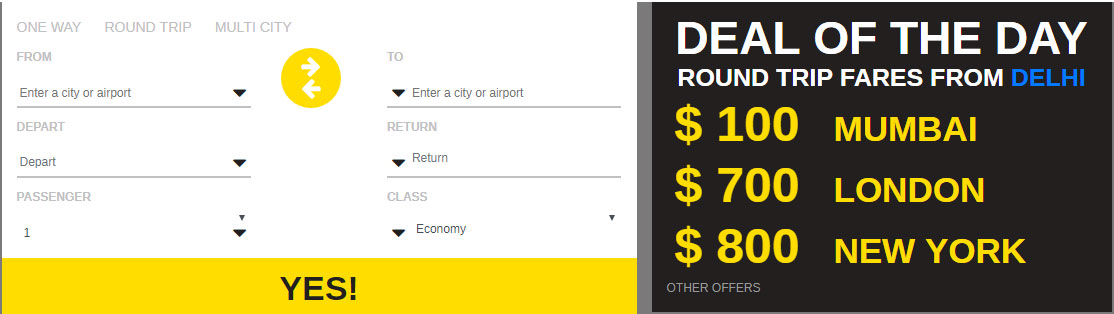 ONE WAY ROUND TRIP MULTI CITY
FROM
Enter a city or airport
TO
Enter a city or airport
DEPART
Depart
RETURN
Return
PASSENGER
1
CLASS
Economy
YES!
DEAL OF THE DAY
ROUND TRIP FARES FROM DELHI
$ 100 MUMBAI
$ 700 LONDON
$ 800 NEW YORK
OTHER OFFERS